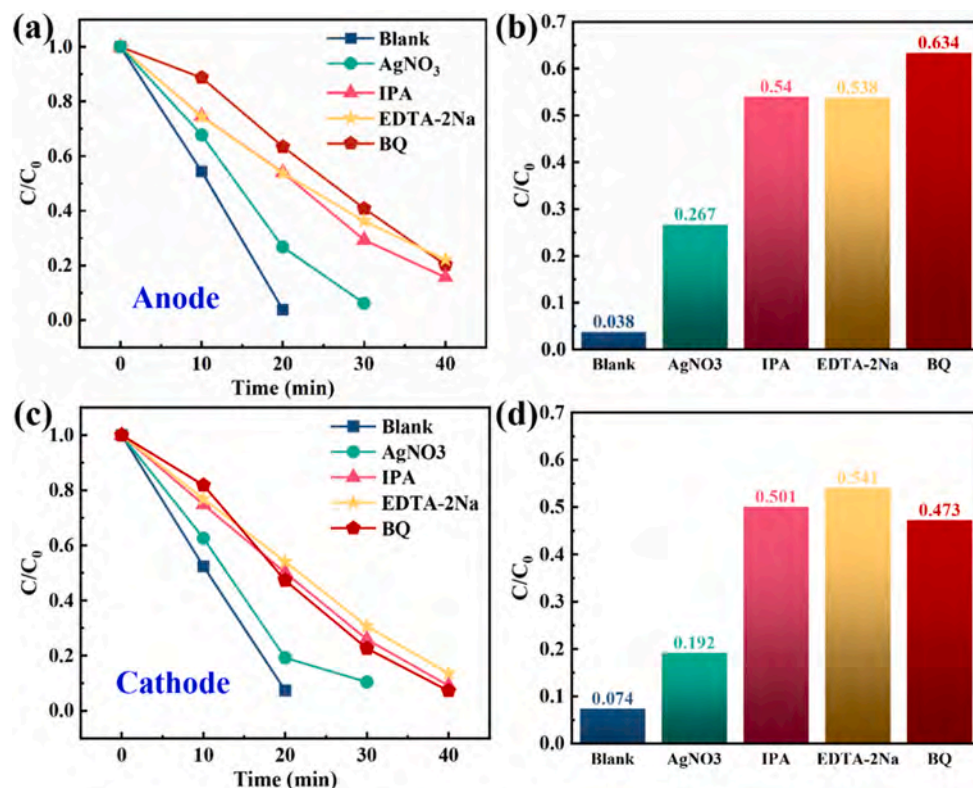 (a)
C/C₀
1.0
0.8
0.6
0.4
0.2
0.0
Blank
AgNO₃
IPA
EDTA-2Na
BQ
Anode
0 10 20 30 40
Time (min)
(b)
C/C₀
0.7
0.6
0.5
0.4
0.3
0.2
0.1
0.0
0.038
0.267
0.54
0.538
0.634
Blank AgNO3 IPA EDTA-2Na BQ
(c)
C/C₀
1.0
0.8
0.6
0.4
0.2
0.0
Blank
AgNO3
IPA
EDTA-2Na
BQ
Cathode
0 10 20 30 40
Time (min)
(d)
C/C₀
0.7
0.6
0.5
0.4
0.3
0.2
0.1
0.0
0.074
0.192
0.501
0.541
0.473
Blank AgNO3 IPA EDTA-2Na BQ